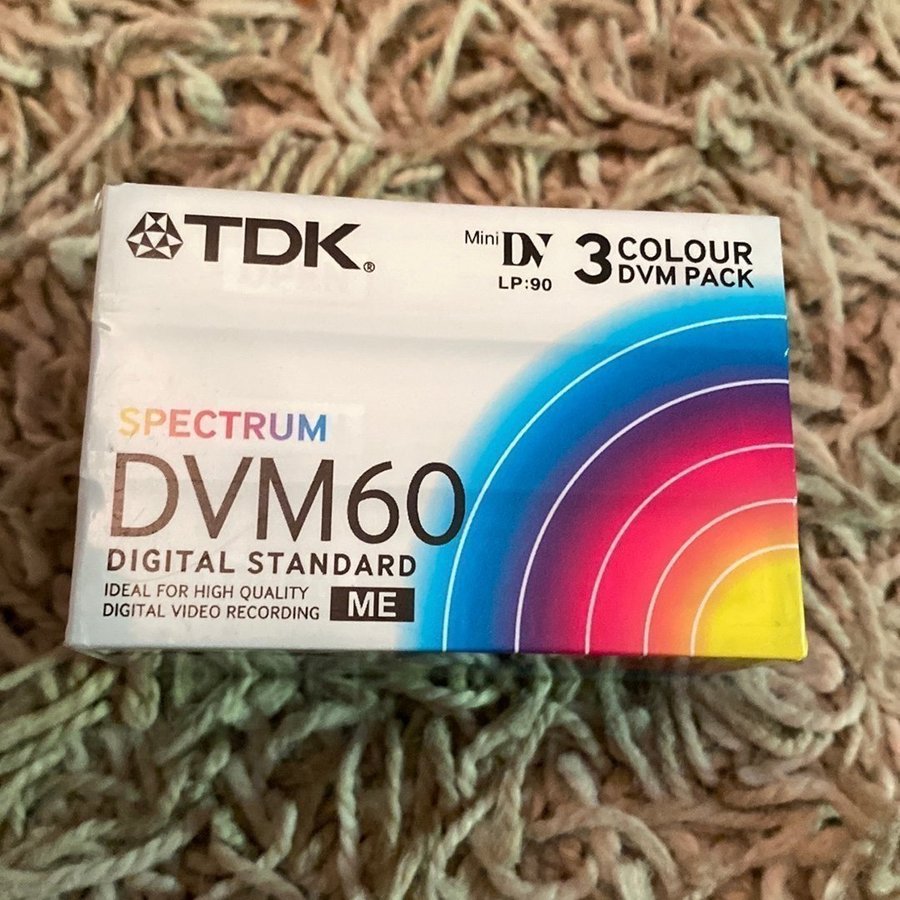 TDK®
Mini DV
LP:90
3 COLOUR
DVM PACK
SPECTRUM
DVM60
DIGITAL STANDARD
IDEAL FOR HIGH QUALITY
DIGITAL VIDEO RECORDING
ME